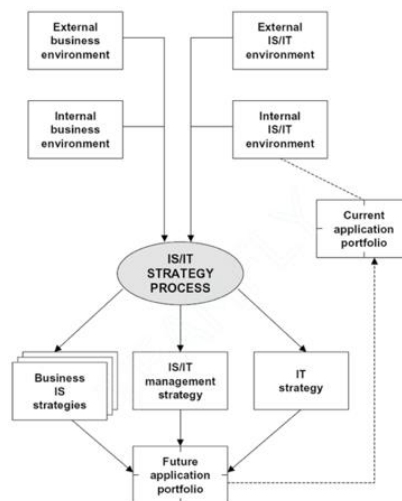 External
business
environment
External
IS/IT
environment
Internal
business
environment
Internal
IS/IT
environment
Current
application
portfolio
IS/IT
STRATEGY
PROCESS
Business
IS
strategies
IS/IT
management
strategy
IT
strategy
Future
application
portfolio